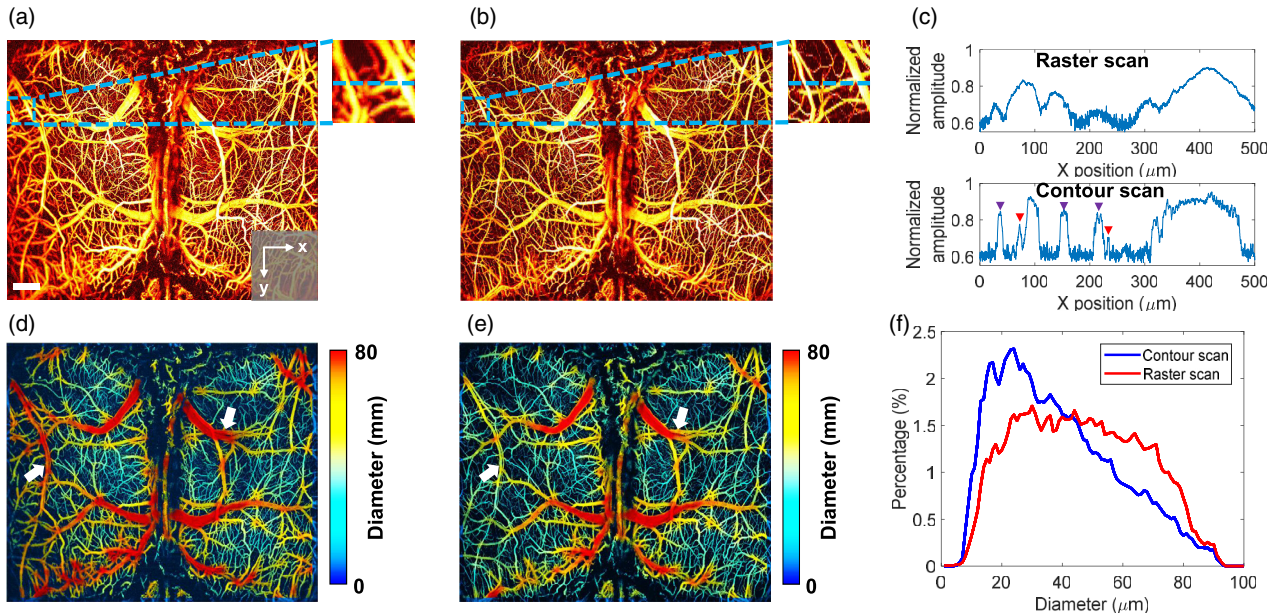 (a)
(b)
(c)
x
y
Raster scan
Normalized
amplitude
1
0.8
0.6
0
100
200
300
400
500
X position (μm)
Contour scan
Normalized
amplitude
1
0.8
0.6
0
100
200
300
400
500
X position (μm)
(d)
80
Diameter (mm)
0
(e)
80
Diameter (mm)
0
(f)
Percentage (%)
2.5
2
1.5
1
0.5
0
Contour scan
Raster scan
0
20
40
60
80
100
Diameter (μm)